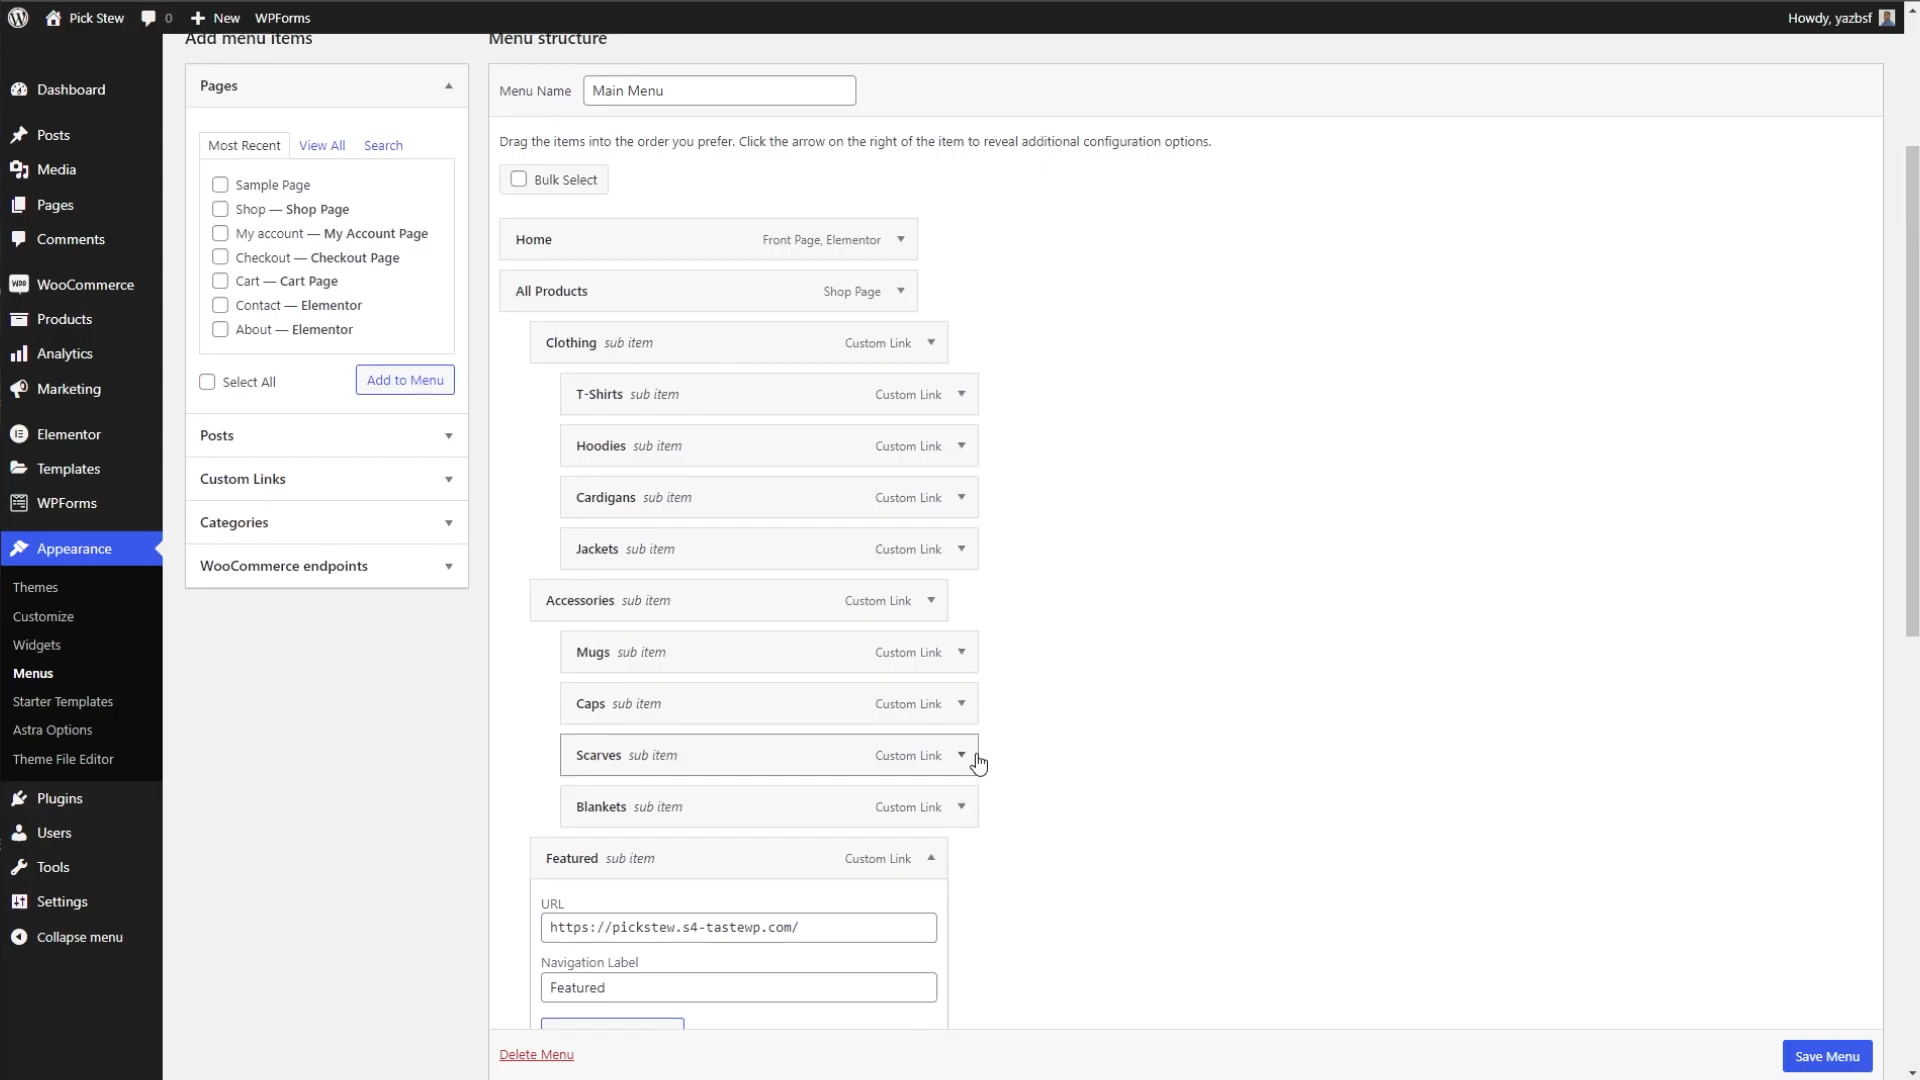 Pick Stew 0 New WPForms Howdy, yazbsf
Dashboard
Posts
Media
Pages
Comments
WooCommerce
Products
Analytics
Marketing
Elementor
Templates
WPForms
Appearance
Themes
Customize
Widgets
Menus
Starter Templates
Astra Options
Theme File Editor
Plugins
Users
Tools
Settings
Collapse menu
Add menu items
Pages
Most Recent View All Search
Sample Page
Shop — Shop Page
My account — My Account Page
Checkout — Checkout Page
Cart — Cart Page
Contact — Elementor
About — Elementor
Select All Add to Menu
Posts
Custom Links
Categories
WooCommerce endpoints
Menu structure
Menu Name Main Menu
Drag the items into the order you prefer. Click the arrow on the right of the item to reveal additional configuration options.
Bulk Select
Home Front Page, Elementor
All Products Shop Page
Clothing sub item Custom Link
T-Shirts sub item Custom Link
Hoodies sub item Custom Link
Cardigans sub item Custom Link
Jackets sub item Custom Link
Accessories sub item Custom Link
Mugs sub item Custom Link
Caps sub item Custom Link
Scarves sub item Custom Link
Blankets sub item Custom Link
Featured sub item Custom Link
URL
https://pickstew.s4-tastewp.com/
Navigation Label
Featured
Delete Menu Save Menu